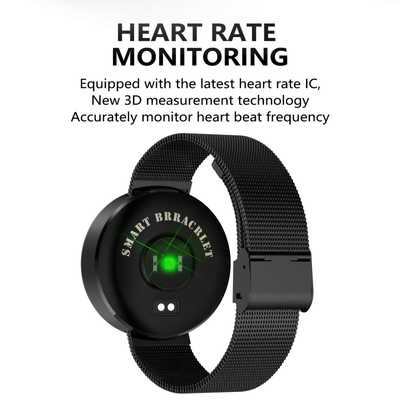 HEART RATE
MONITORING
Equipped with the latest heart rate IC,
New 3D measurement technology
Accurately monitor heart beat frequency
SMART BRRACRLET